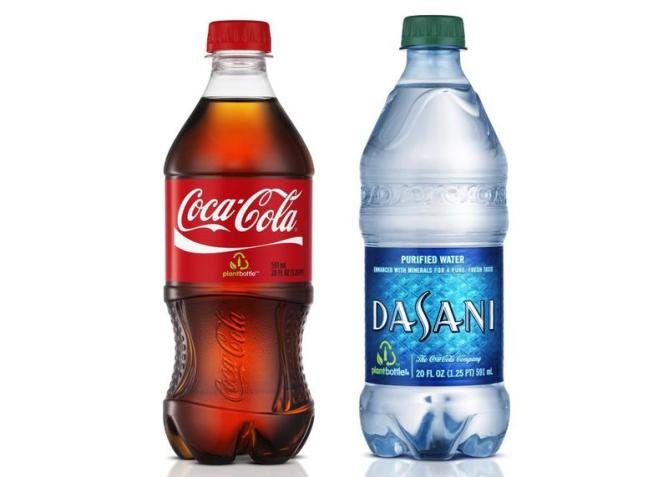 Coca-Cola
plantbottle™
591 mL
20 FL OZ (1.25 PT)
Coca-Cola
PURIFIED WATER
ENHANCED WITH MINERALS FOR A PURE, FRESH TASTE
DASANI
The Coca-Cola Company
plantbottle
20 FL OZ (1.25 PT) 591 mL